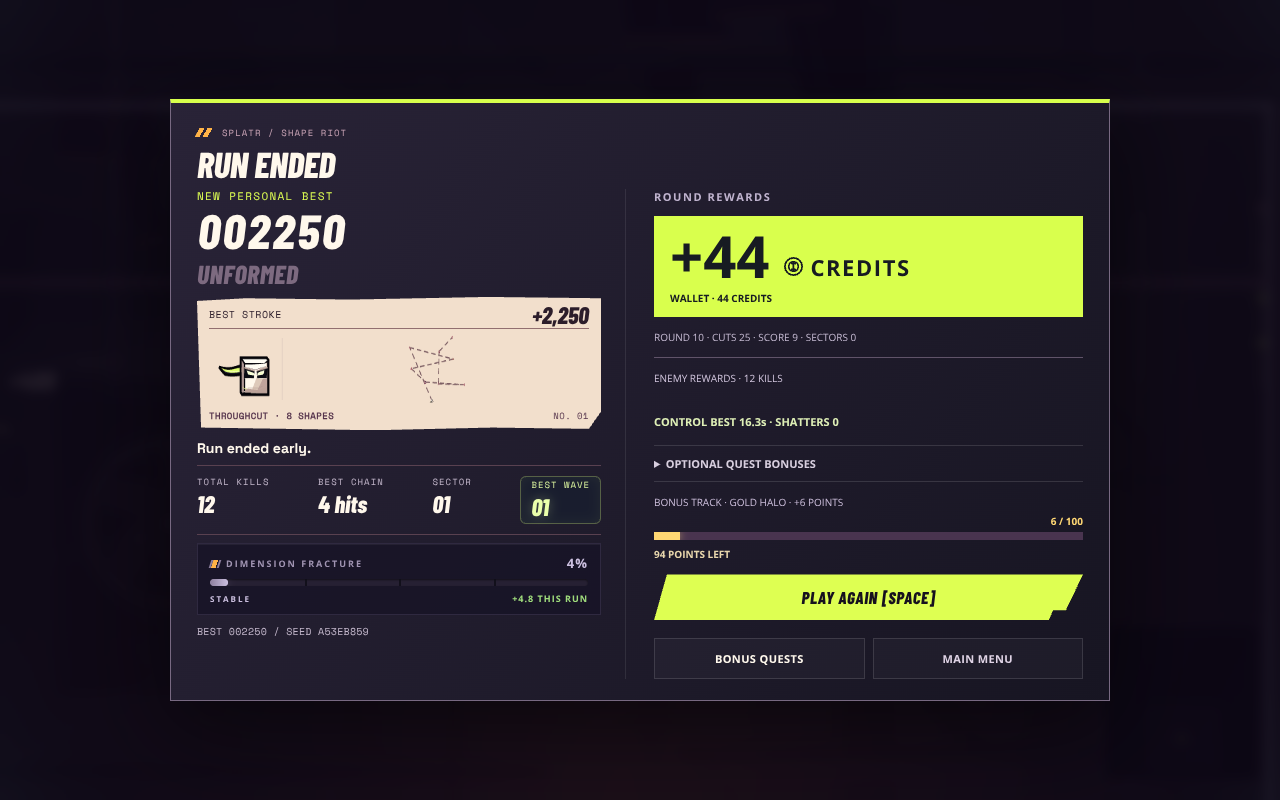 SPLATR / SHAPE RIOT
RUN ENDED
NEW PERSONAL BEST
002250
UNFORMED
BEST STROKE
+2,250
THROUGHCUT · 8 SHAPES
NO. 01
Run ended early.
TOTAL KILLS
12
BEST CHAIN
4 hits
SECTOR
01
BEST WAVE
01
DIMENSION FRACTURE
4%
STABLE
+4.8 THIS RUN
BEST 002250 / SEED A53EB859
ROUND REWARDS
+44 CREDITS
WALLET · 44 CREDITS
ROUND 10 · CUTS 25 · SCORE 9 · SECTORS 0
ENEMY REWARDS · 12 KILLS
CONTROL BEST 16.3s · SHATTERS 0
OPTIONAL QUEST BONUSES
BONUS TRACK · GOLD HALO · +6 POINTS
6 / 100
94 POINTS LEFT
PLAY AGAIN [SPACE]
BONUS QUESTS
MAIN MENU